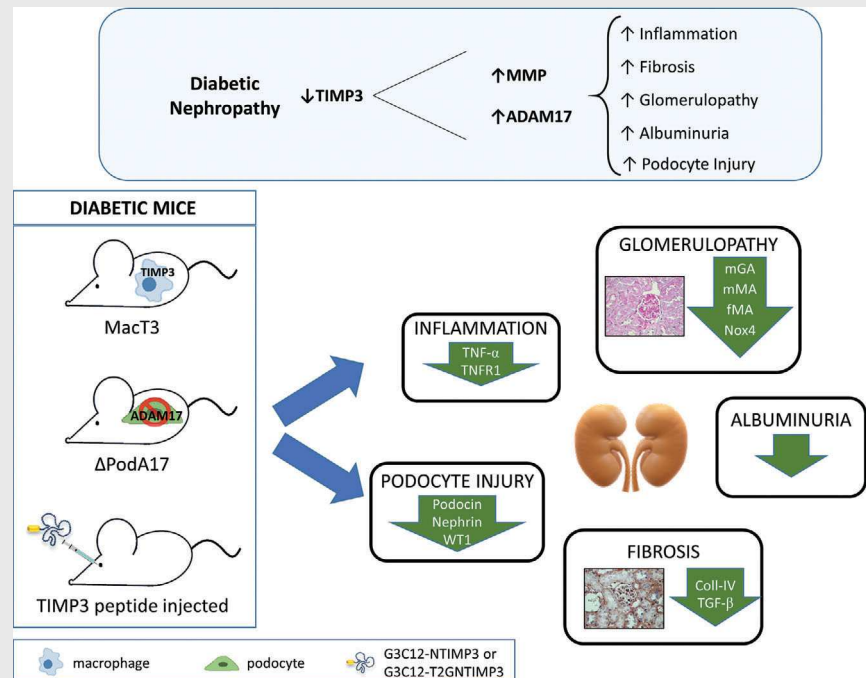 Diabetic
Nephropathy
↓TIMP3
↑MMP
↑ADAM17
↑ Inflammation
↑ Fibrosis
↑ Glomerulopathy
↑ Albuminuria
↑ Podocyte Injury
DIABETIC MICE
TIMP3
MacT3
ADAM17
ΔPodA17
TIMP3 peptide injected
INFLAMMATION
TNF-α
TNFR1
PODOCYTE INJURY
Podocin
Nephrin
WT1
GLOMERULOPATHY
mGA
mMA
fMA
Nox4
ALBUMINURIA
FIBROSIS
Coll-IV
TGF-β
macrophage
podocyte
G3C12-NTIMP3 or
G3C12-T2GNTIMP3